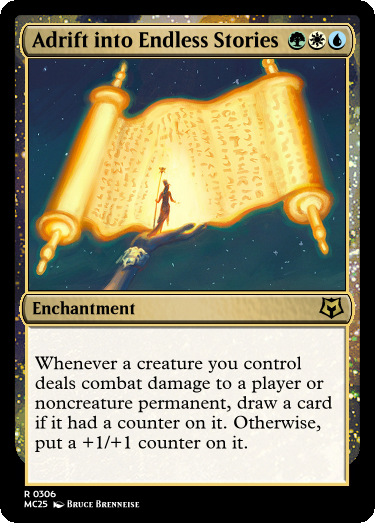 Adrift into Endless Stories
Enchantment
Whenever a creature you control
deals combat damage to a player or
noncreature permanent, draw a card
if it had a counter on it. Otherwise,
put a +1/+1 counter on it.
R 0306
MC25 Bruce Brenneise